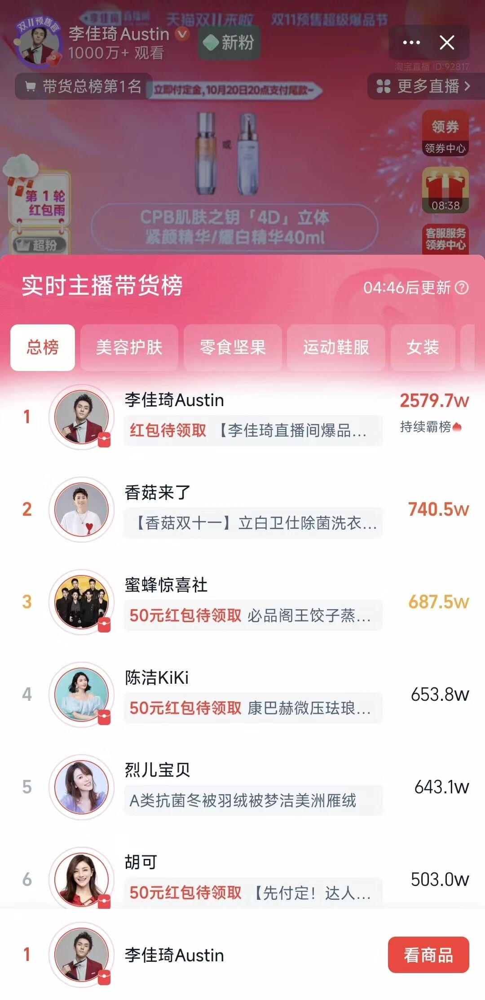 双11预售官
李佳琦Austin
1000万+ 观看
新粉
李佳琦直播间
天猫双11来啦
双11预售超级爆品节
淘宝直播 ID:92817
带货总榜第1名
立即付定金,10月20日20点支付尾款~
更多直播
领券
领券中心
或
第1轮
红包雨
08:38
CPB肌肤之钥「4D」立体
紧颜精华/耀白精华40ml
超粉
客服服务
领券中心
实时主播带货榜
04:46后更新
总榜
美容护肤
零食坚果
运动鞋服
女装
1
李佳琦Austin
2579.7w
红包待领取 【李佳琦直播间爆品...
持续霸榜
2
香菇来了
【香菇双十一】立白卫仕除菌洗衣...
740.5w
3
蜜蜂惊喜社
50元红包待领取 必品阁王饺子蒸...
687.5w
4
陈洁KiKi
50元红包待领取 康巴赫微压珐琅...
653.8w
5
烈儿宝贝
A类抗菌冬被羽绒被梦洁美洲雁绒
643.1w
6
胡可
50元红包待领取 【先付定！达人...
503.0w
1
李佳琦Austin
看商品